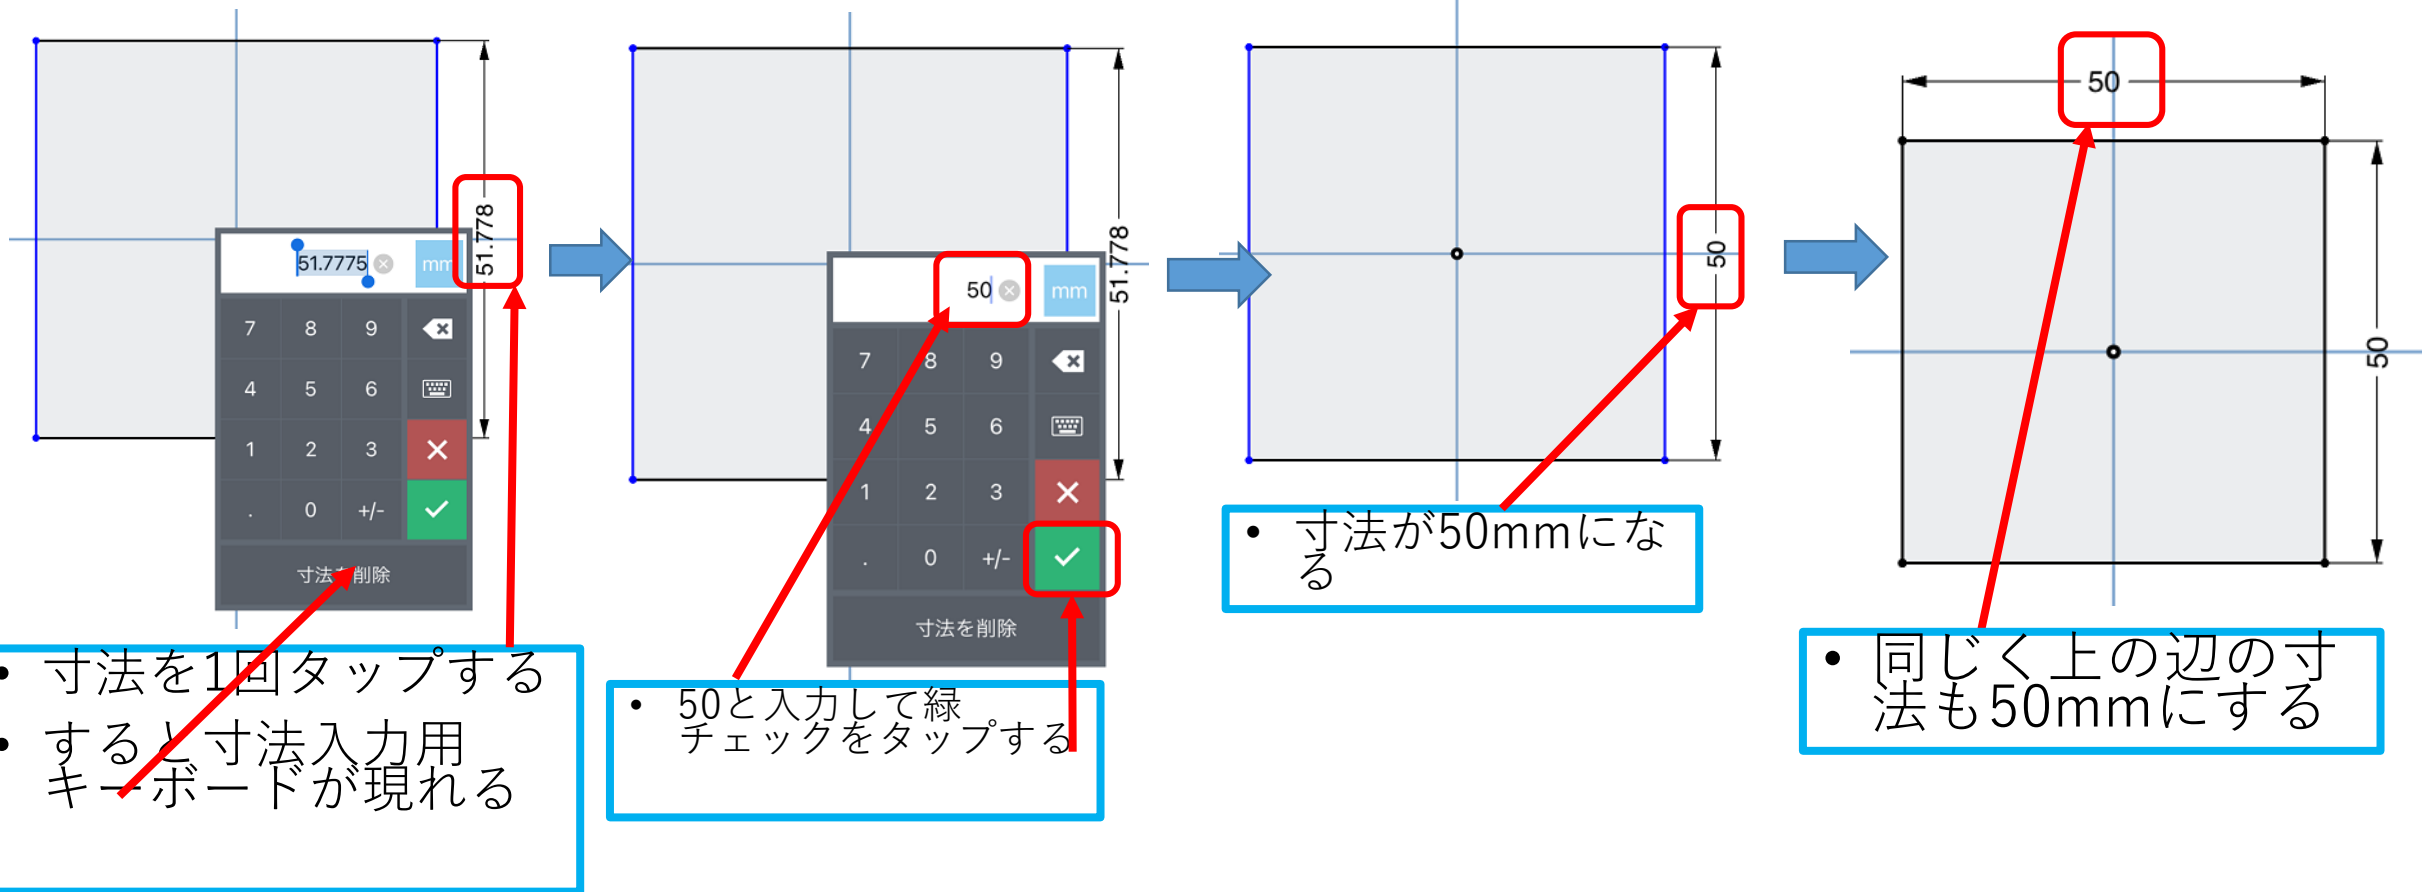 51.778
51.7775
mm
7 8 9
4 5 6
1 2 3
. 0 +/-
寸法を削除
• 寸法を1回タップする
• すると寸法入力用
キーボードが現れる
51.778
50
mm
7 8 9
4 5 6
1 2 3
. 0 +/-
寸法を削除
• 50と入力して緑
チェックをタップする
50
• 寸法が50mmにな
る
50
50
• 同じく上の辺の寸
法も50mmにする